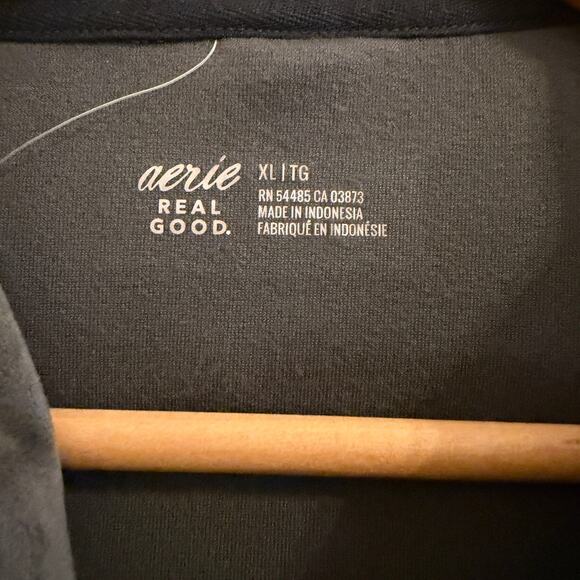 aerie
REAL
GOOD.
XL | TG
RN 54485 CA 03873
MADE IN INDONESIA
FABRIQUÉ EN INDONÉSIE